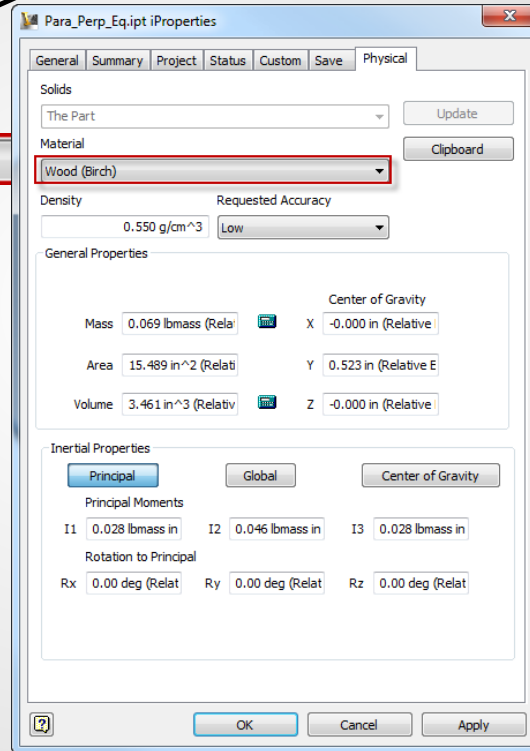 Para_Perp_Eq.ipt iProperties
General Summary Project Status Custom Save Physical
Solids
The Part Update
Material Clipboard
Wood (Birch)
Density Requested Accuracy
0.550 g/cm^3 Low
General Properties
Center of Gravity
Mass 0.069 lbmass (Rela X -0.000 in (Relative
Area 15.489 in^2 (Relati Y 0.523 in (Relative E
Volume 3.461 in^3 (Relativ Z -0.000 in (Relative
Inertial Properties
Principal Global Center of Gravity
Principal Moments
I1 0.028 lbmass in I2 0.046 lbmass in I3 0.028 lbmass in
Rotation to Principal
Rx 0.00 deg (Relat Ry 0.00 deg (Relat Rz 0.00 deg (Relat
? OK Cancel Apply